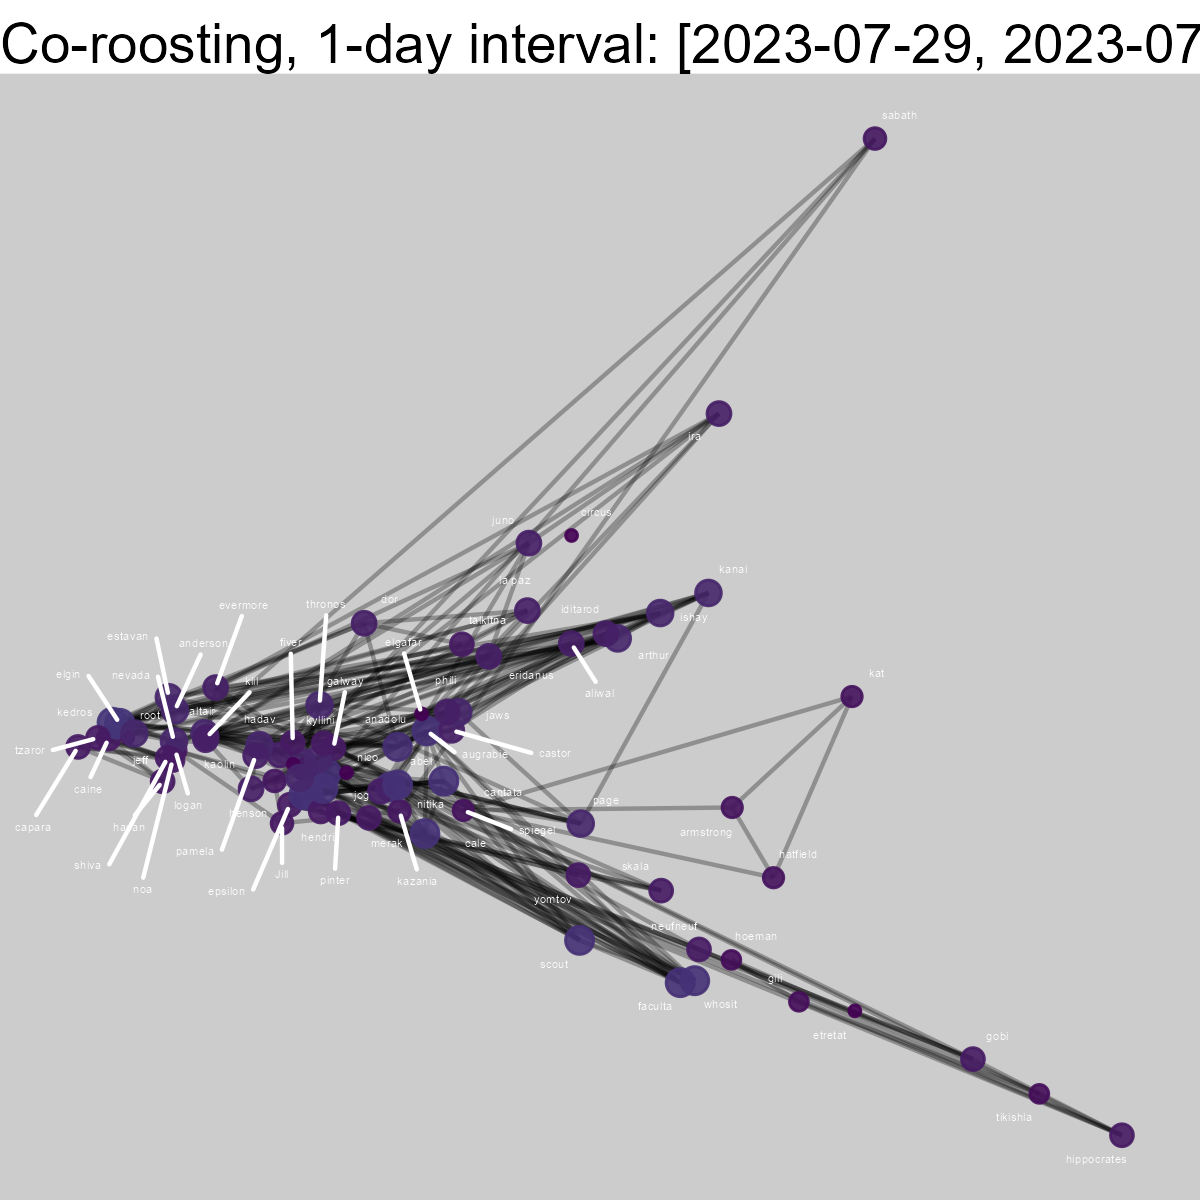 Co-roosting, 1-day interval: [2023-07-29, 2023-07
sabath
ira
circus
juno
la paz
kanai
dor
iditarod
thronos
evermore
ishay
talkitna
estavan
anderson
fiver
elgafar
arthur
elgin
nevada
kill
galway
phili
eridanus
kat
aliwal
kedros
root
altair
hadav
kyllini
anadolu
jaws
tzaror
jeff
kaolin
nico
abel
augrabie
castor
caine
logan
henson
jog
nitika
cantata
page
capara
haran
hendrix
merak
cale
spiegel
armstrong
shiva
pamela
hatfield
noa
epsilon
Jill
pinter
kazania
skala
yomtov
neufneuf
hoeman
scout
gili
faculta
whosit
etretat
gobi
tikishla
hippocrates